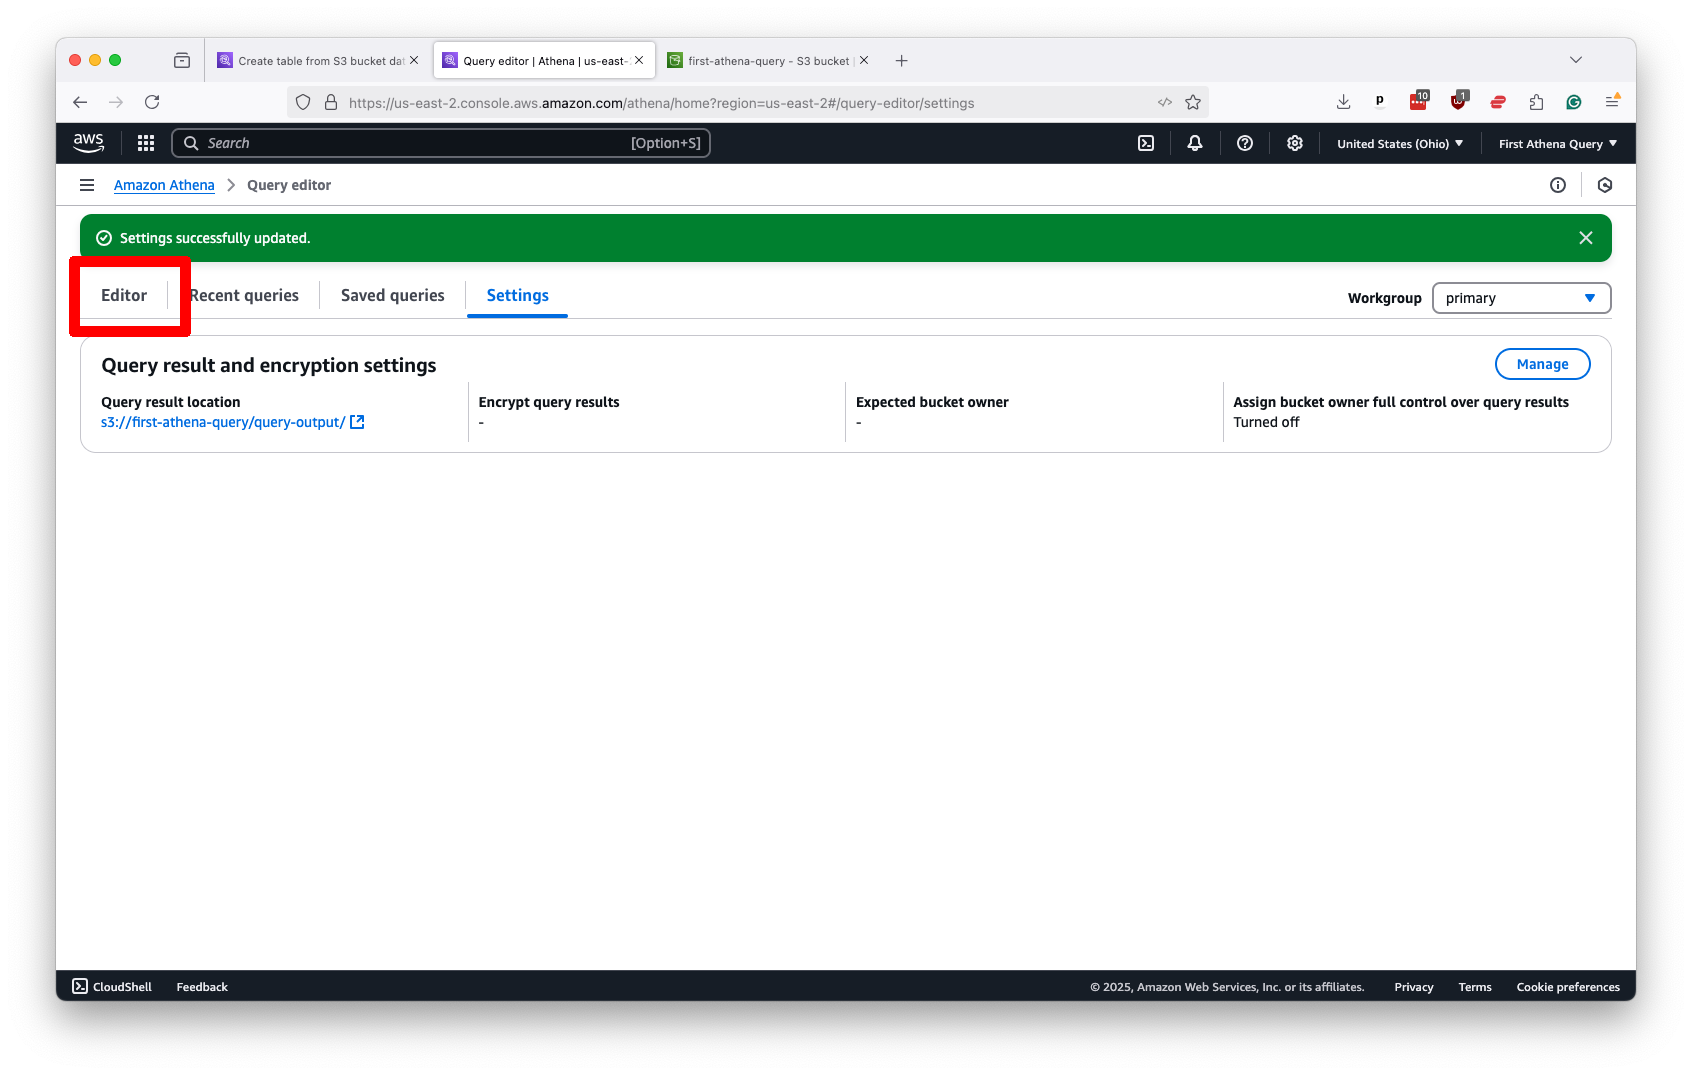 Create table from S3 bucket dat
Query editor | Athena | us-east-
first-athena-query - S3 bucket |
https://us-east-2.console.aws.amazon.com/athena/home?region=us-east-2#/query-editor/settings
p
10
1
aws
Search
[Option+S]
United States (Ohio)
First Athena Query
Amazon Athena
Query editor
Settings successfully updated.
Editor
Recent queries
Saved queries
Settings
Workgroup
primary
Query result and encryption settings
Manage
Query result location
s3://first-athena-query/query-output/
Encrypt query results
-
Expected bucket owner
-
Assign bucket owner full control over query results
Turned off
CloudShell
Feedback
© 2025, Amazon Web Services, Inc. or its affiliates.
Privacy
Terms
Cookie preferences